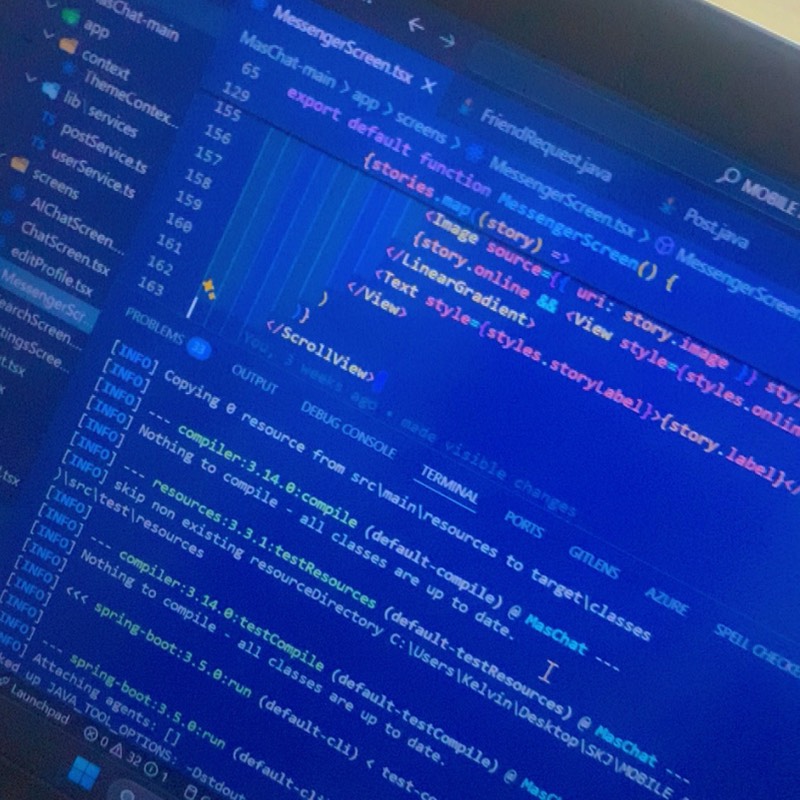 MasChat-main
app
context
ThemeContex...
lib \ services
postService.ts
userService.ts
screens
AIChatScreen....
ChatScreen.tsx
editProfile.tsx
MessengerScr
earchScreen....
tingsScree...
MessengerScreen.tsx
FriendRequest.java
Post.java
MOBILE
MasChat-main > app > screens > MessengerScreen.tsx > MessengerScreen
65 export default function MessengerScreen() {
129 {stories.map((story) =>
155 <Image source={{ uri: story.image }} sty
156 {story.online && <View style={styles.onlin
157 </LinearGradient>
158 <Text style={styles.storyLabel}>{story.label}</
159 </View>
160 )
161 )}
162 </ScrollView>
163
You, 3 weeks ago • made visible changes
PROBLEMS 33 OUTPUT DEBUG CONSOLE TERMINAL PORTS GITLENS AZURE SPELL CHECKE
[INFO] Copying 0 resource from src\main\resources to target\classes
[INFO]
[INFO] --- compiler:3.14.0:compile (default-compile) @ MasChat ---
[INFO] Nothing to compile - all classes are up to date.
[INFO]
[INFO] --- resources:3.3.1:testResources (default-testResources) @ MasChat ---
[INFO] skip non existing resourceDirectory C:\Users\Kelvin\Desktop\SKJ\MOBILE
)\src\test\resources
[INFO]
[INFO] --- compiler:3.14.0:testCompile (default-testCompile) @ MasC
[INFO] Nothing to compile - all classes are up to date.
[INFO]
[INFO] <<< spring-boot:3.5.0:run (default-cli) < test-co
[INFO]
[INFO]
[INFO] --- spring-boot:3.5.0:run (default-cli
[INFO] Attaching agents: []
ked up JAVA_TOOL_OPTIONS: -Dstdout
Launchpad 0 32 1